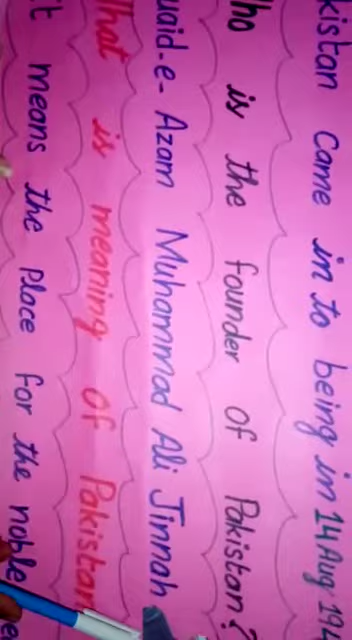 kistan Came in to being in 14 Aug 194
ho is the founder of Pakistan?
uaid-e-Azam Muhammad Ali Jinnah
hat is meaning of Pakistan
t means the Place for the noble